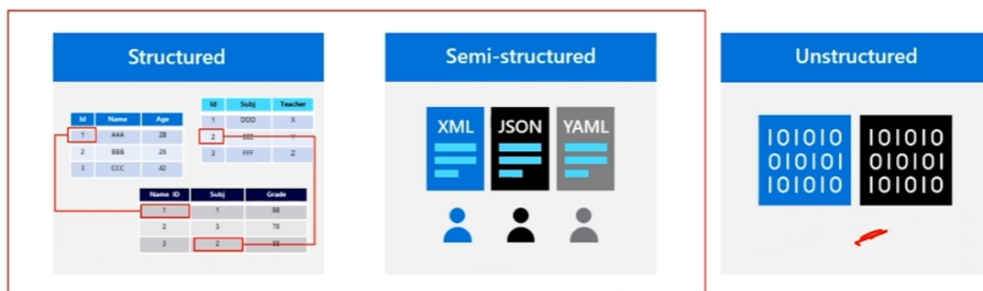 Structured
Id Name Age
1 AAA 28
2 BBB 26
3 CCC 42
Id Subj Teacher
1 DDD X
2 EEE Y
3 FFF Z
Name ID Subj Grade
1 1 98
2 3 76
3 2 88
Semi-structured
XML JSON YAML
Unstructured
101010 101010
010101 010101
101010 101010